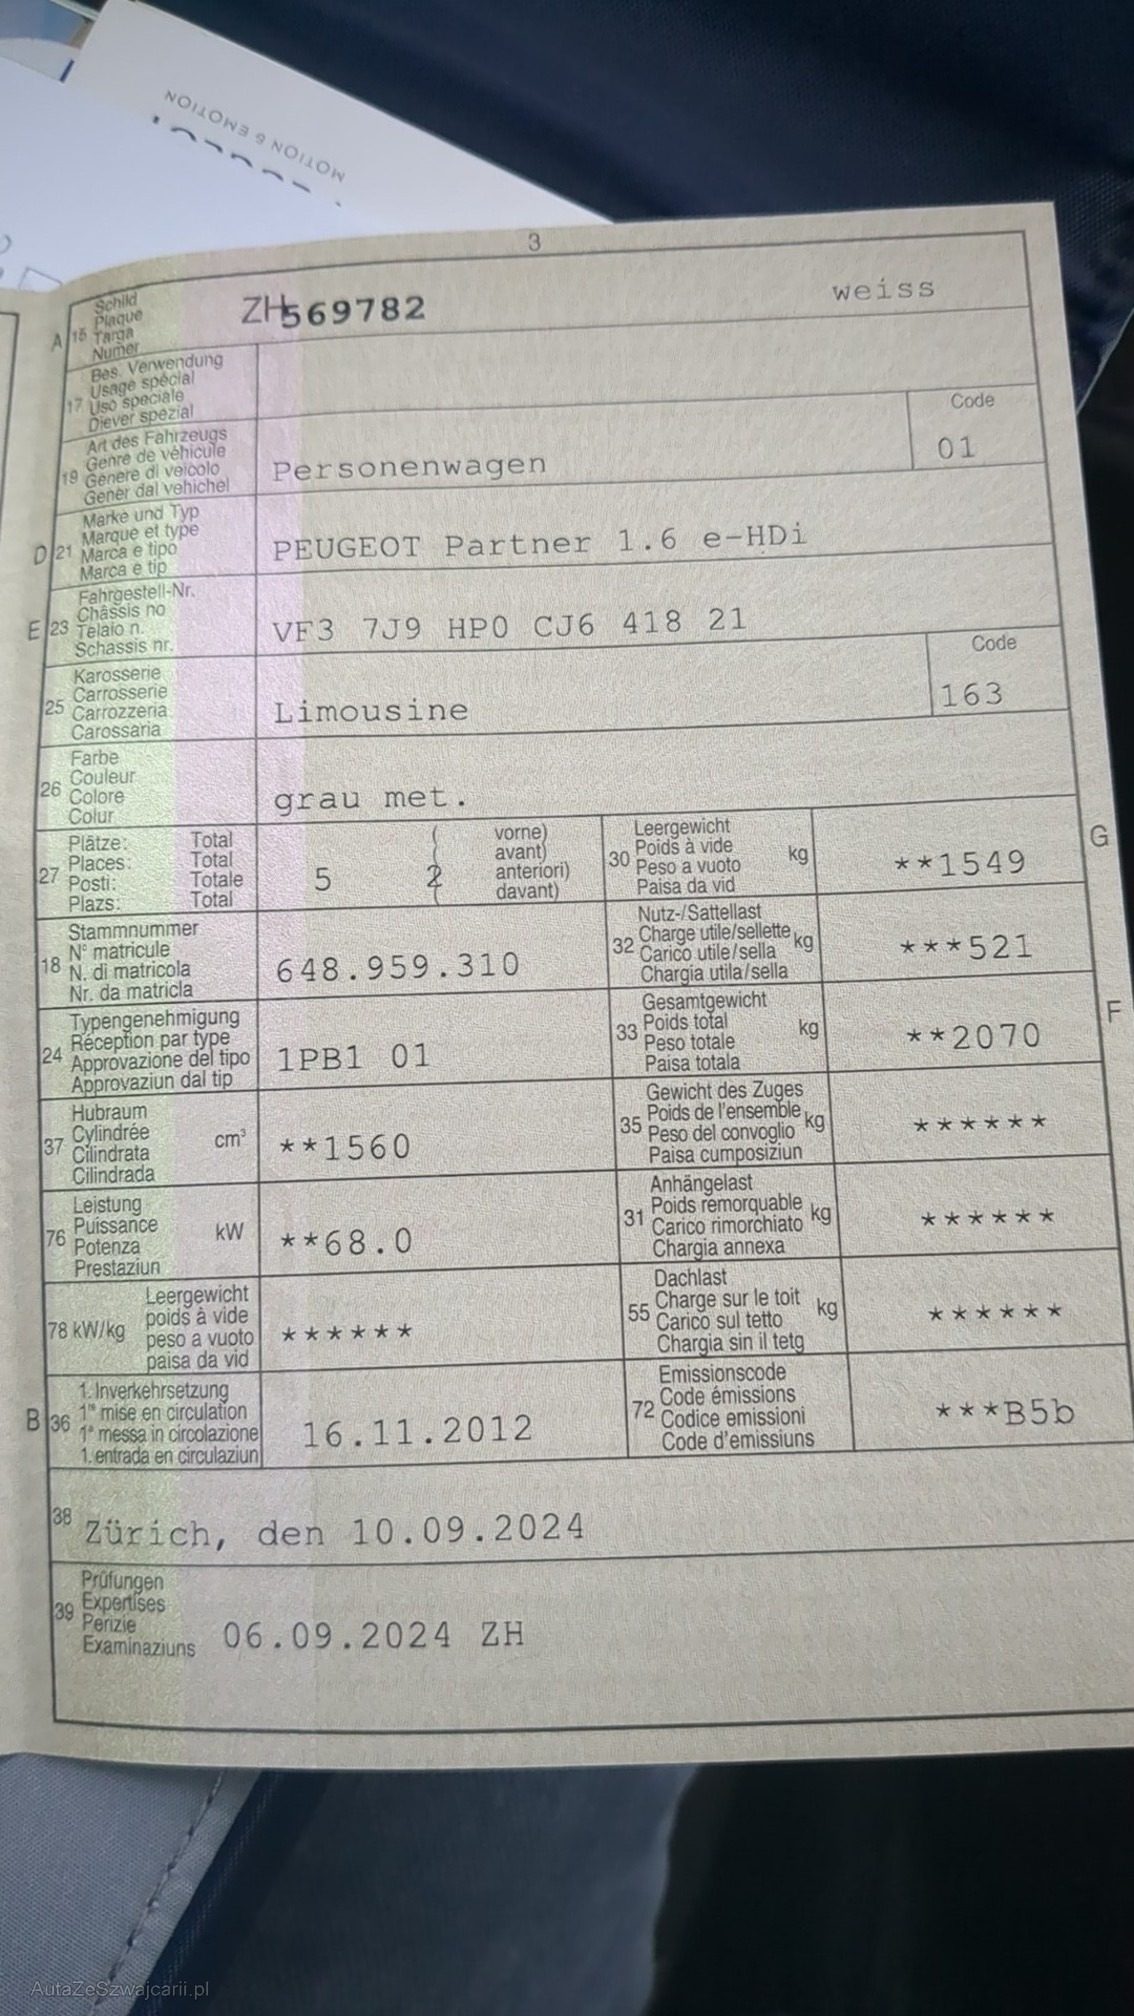 MOTION & EMOTION
3
A 15 Schild
Plaque
Targa
Numer
ZH569782 weiss
17 Bes. Verwendung
Usage spécial
Uso speciale
Diever spezial
19 Art des Fahrzeugs
Genre de véhicule
Genere di veicolo
Gener dal vehichel
Personenwagen
Code
01
D 21 Marke und Typ
Marque et type
Marca e tipo
Marca e tip
PEUGEOT Partner 1.6 e-HDi
E 23 Fahrgestell-Nr.
Châssis no
Telaio n.
Schassis nr.
VF3 7J9 HP0 CJ6 418 21
25 Karosserie
Carrosserie
Carrozzeria
Carossaria
Limousine
Code
163
26 Farbe
Couleur
Colore
Colur
grau met.
27 Plätze: Total
Places: Total
Posti: Totale
Plazs: Total
5 ( 2 vorne)
avant)
anteriori)
davant)
G 30 Leergewicht
Poids à vide
Peso a vuoto
Paisa da vid
kg **1549
18 Stammnummer
N° matricule
N. di matricola
Nr. da matricla
648.959.310
32 Nutz-/Sattellast
Charge utile/sellette
Carico utile/sella
Chargia utila/sella
kg ***521
24 Typengenehmigung
Réception par type
Approvazione del tipo
Approvaziun dal tip
1PB1 01
F 33 Gesamtgewicht
Poids total
Peso totale
Paisa totala
kg **2070
37 Hubraum
Cylindrée
Cilindrata
Cilindrada
cm³ **1560
35 Gewicht des Zuges
Poids de l'ensemble
Peso del convoglio
Paisa cumposiziun
kg ******
76 Leistung
Puissance
Potenza
Prestaziun
kW **68.0
31 Anhängelast
Poids remorquable
Carico rimorchiato
Chargia annexa
kg ******
78 kW/kg Leergewicht
poids à vide
peso a vuoto
paisa da vid
******
55 Dachlast
Charge sur le toit
Carico sul tetto
Chargia sin il tetg
kg ******
B 36 1. Inverkehrsetzung
1re mise en circulation
1a messa in circolazione
1. entrada en circulaziun
16.11.2012
72 Emissionscode
Code émissions
Codice emissioni
Code d'emissiuns
***B5b
38 Zürich, den 10.09.2024
39 Prüfungen
Expertises
Perizie
Examinaziuns
06.09.2024 ZH
AutaZeSzwajcarii.pl